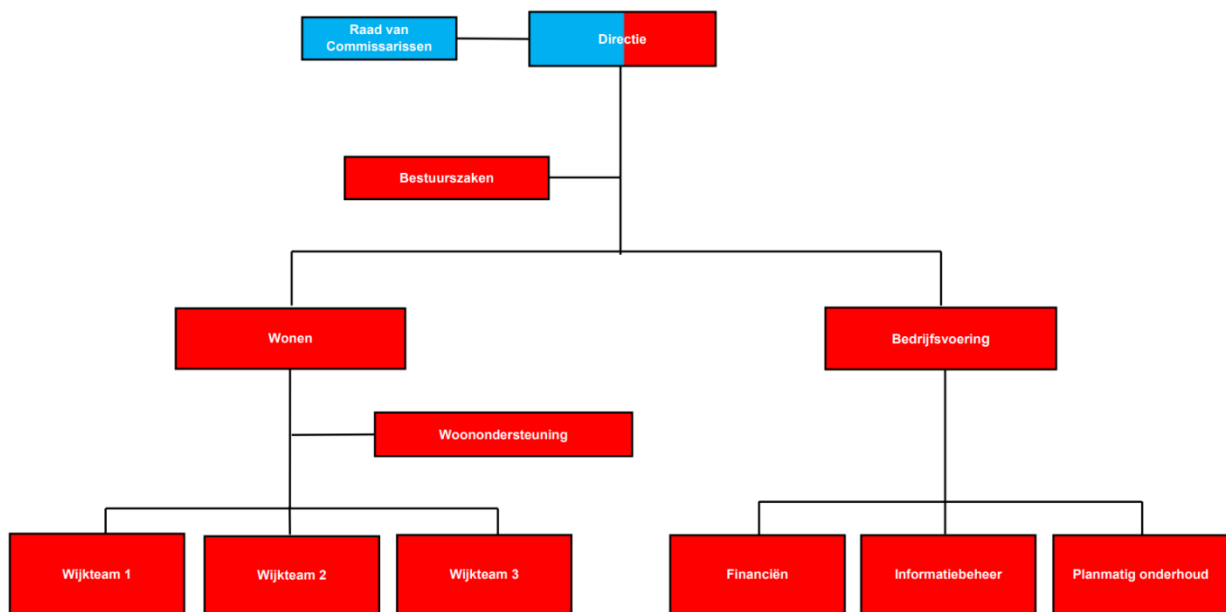 Raad van
Commissarissen
Directie
Bestuurszaken
Wonen
Bedrijfsvoering
Woonondersteuning
Wijkteam 1
Wijkteam 2
Wijkteam 3
Financiën
Informatiebeheer
Planmatig onderhoud